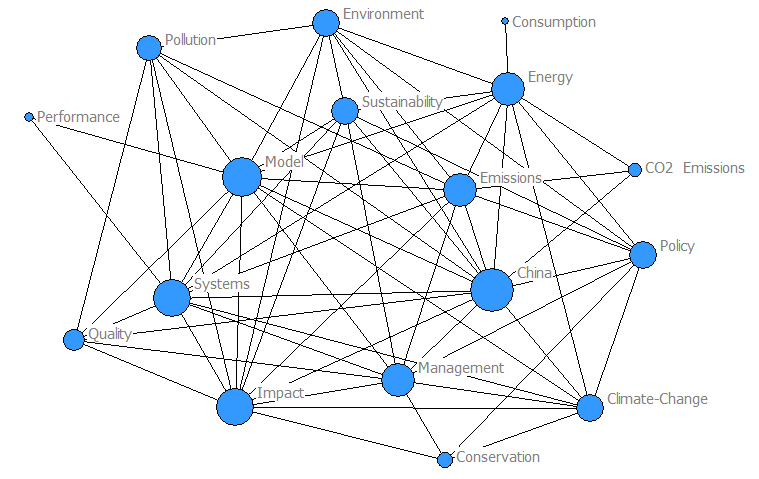 Environment
Consumption
Pollution
Energy
Sustainability
Performance
Model
CO2 Emissions
Emissions
Policy
China
Systems
Quality
Management
Impact
Climate-Change
Conservation